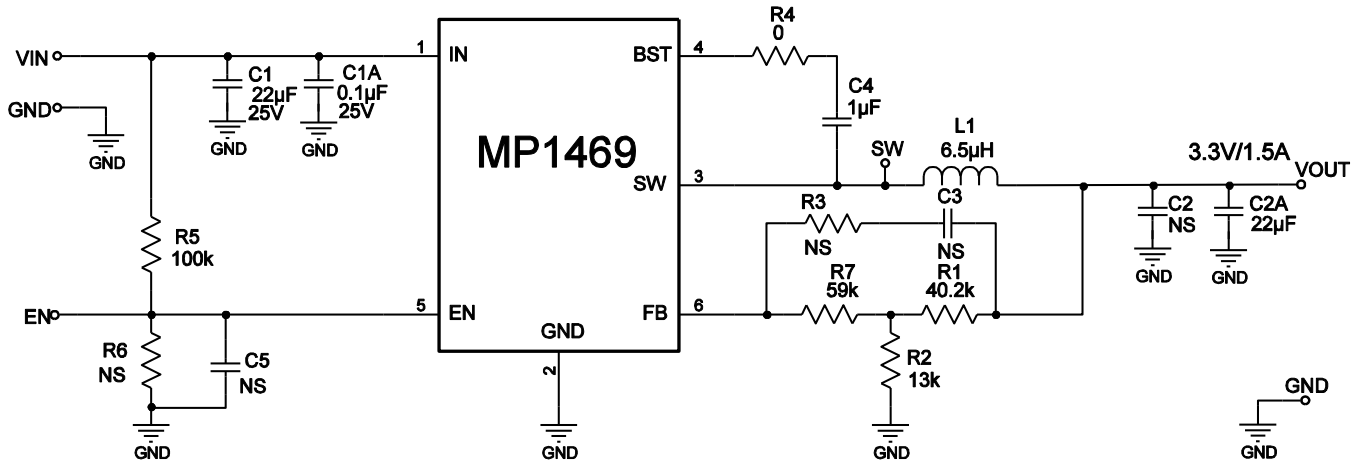 VIN
GND
GND
1
IN
C1
22µF
25V
GND
C1A
0.1µF
25V
GND
R5
100k
EN
5
EN
R6
NS
C5
NS
GND
MP1469
GND
2
GND
BST
4
R4
0
C4
1µF
SW
3
SW
L1
6.5µH
3.3V/1.5A
VOUT
R3
NS
C3
NS
C2
NS
GND
C2A
22µF
GND
FB
6
R7
59k
R1
40.2k
R2
13k
GND
GND
GND